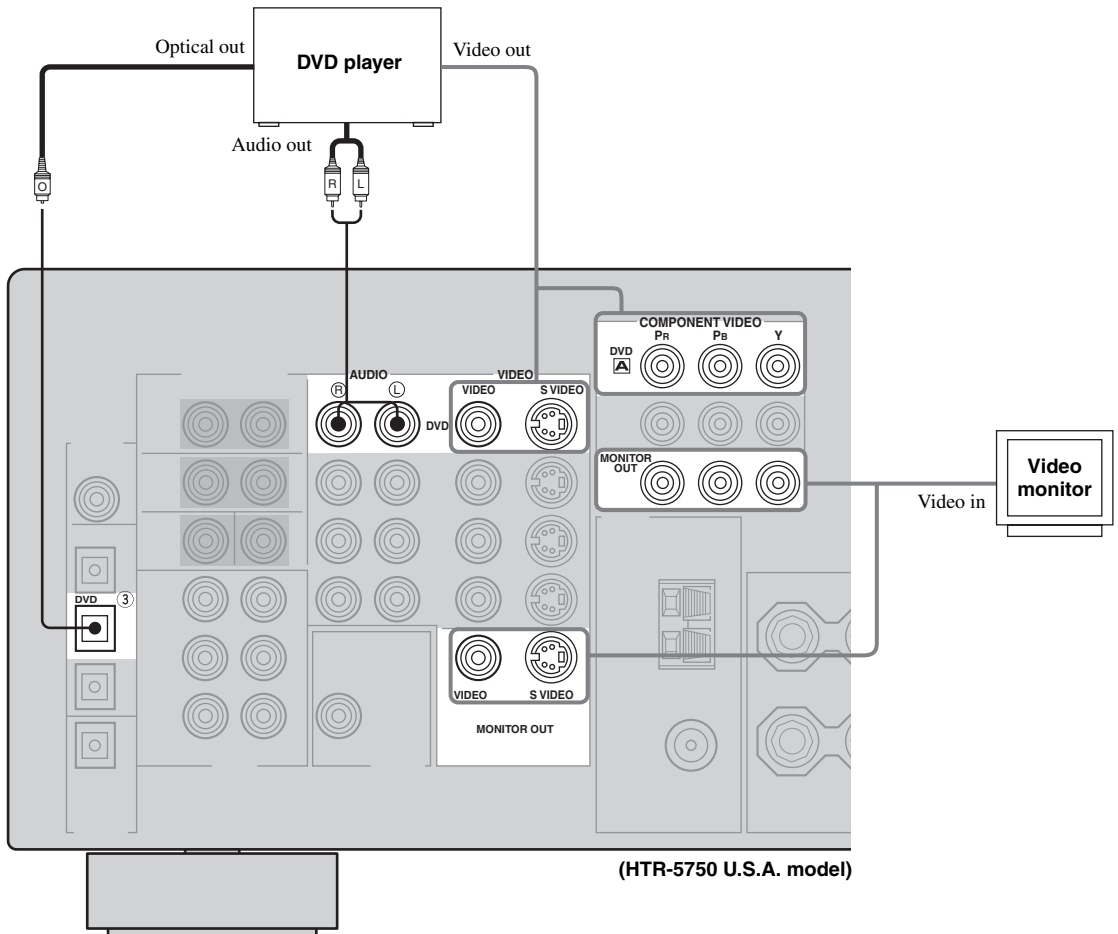 Optical out
DVD player
Video out
Audio out
O
R L
COMPONENT VIDEO
PR PB Y
DVD
A
AUDIO
R L
VIDEO
VIDEO S VIDEO
DVD
MONITOR
OUT
Video
monitor
Video in
DVD 3
VIDEO S VIDEO
MONITOR OUT
(HTR-5750 U.S.A. model)